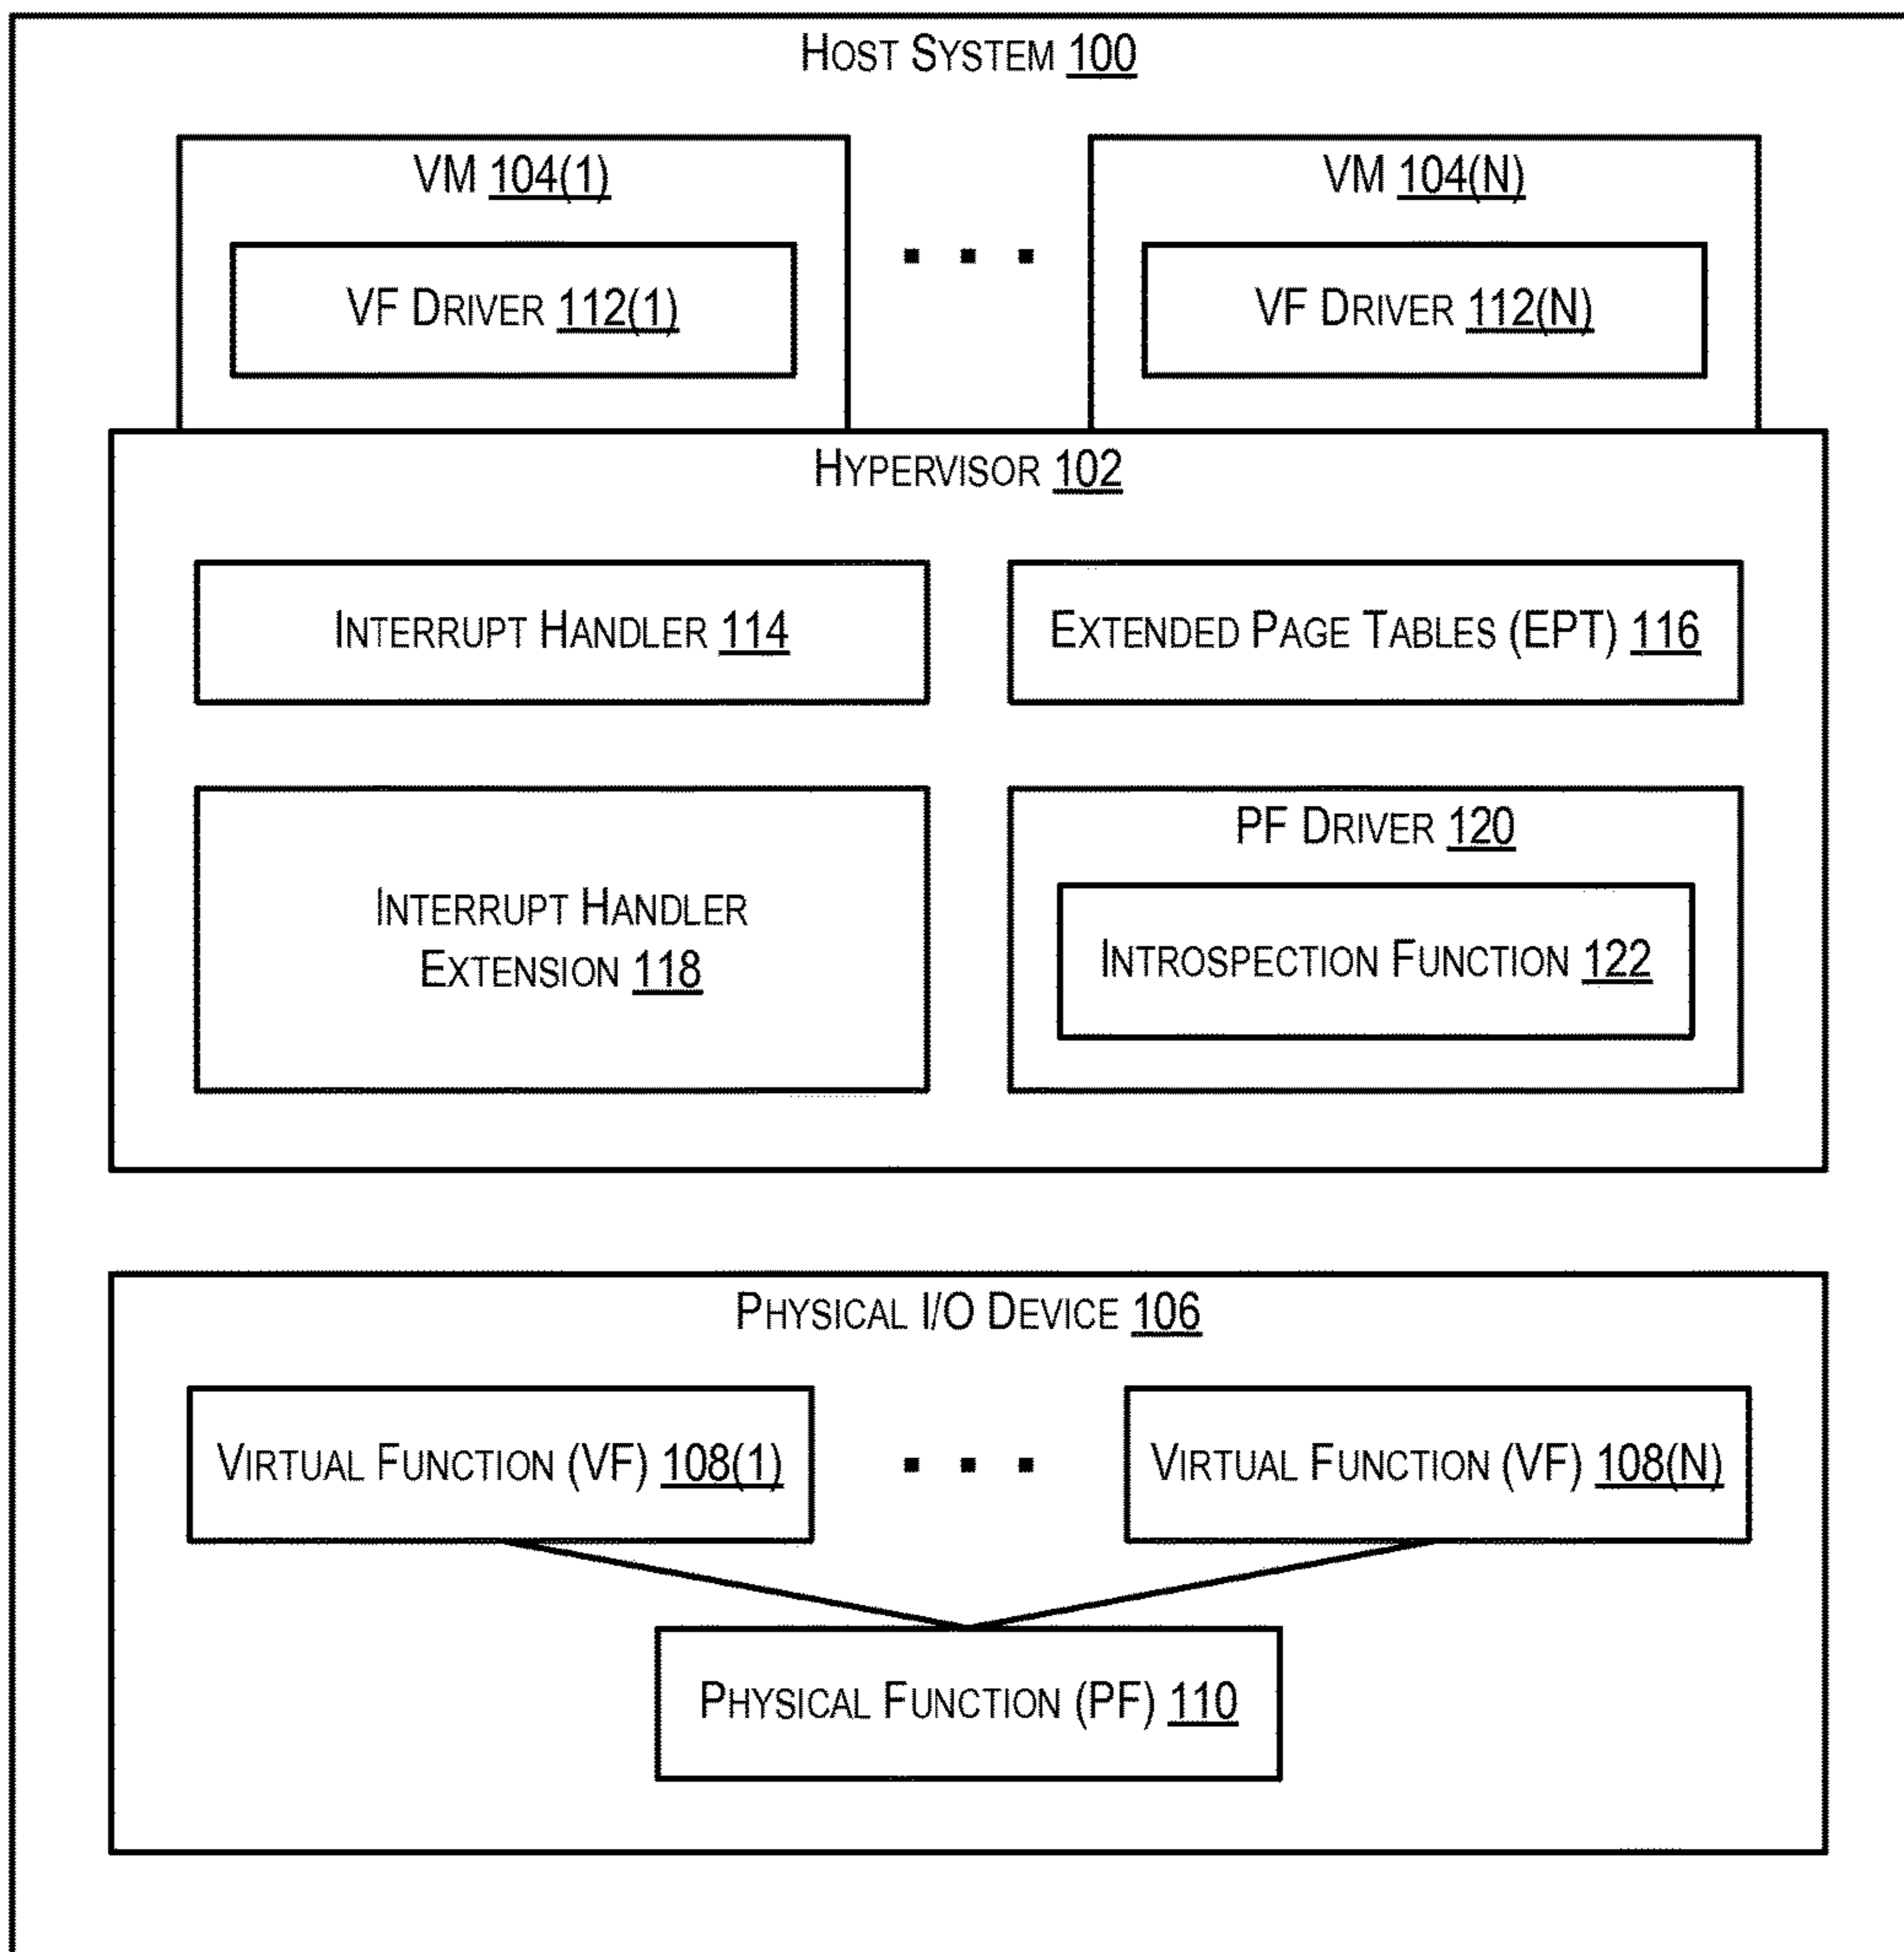 HOST SYSTEM 100
VM 104(1)
VM 104(N)
VF DRIVER 112(1)
VF DRIVER 112(N)
HYPERVISOR 102
INTERRUPT HANDLER 114
EXTENDED PAGE TABLES (EPT) 116
INTERRUPT HANDLER
EXTENSION 118
PF DRIVER 120
INTROSPECTION FUNCTION 122
PHYSICAL I/O DEVICE 106
VIRTUAL FUNCTION (VF) 108(1)
VIRTUAL FUNCTION (VF) 108(N)
PHYSICAL FUNCTION (PF) 110